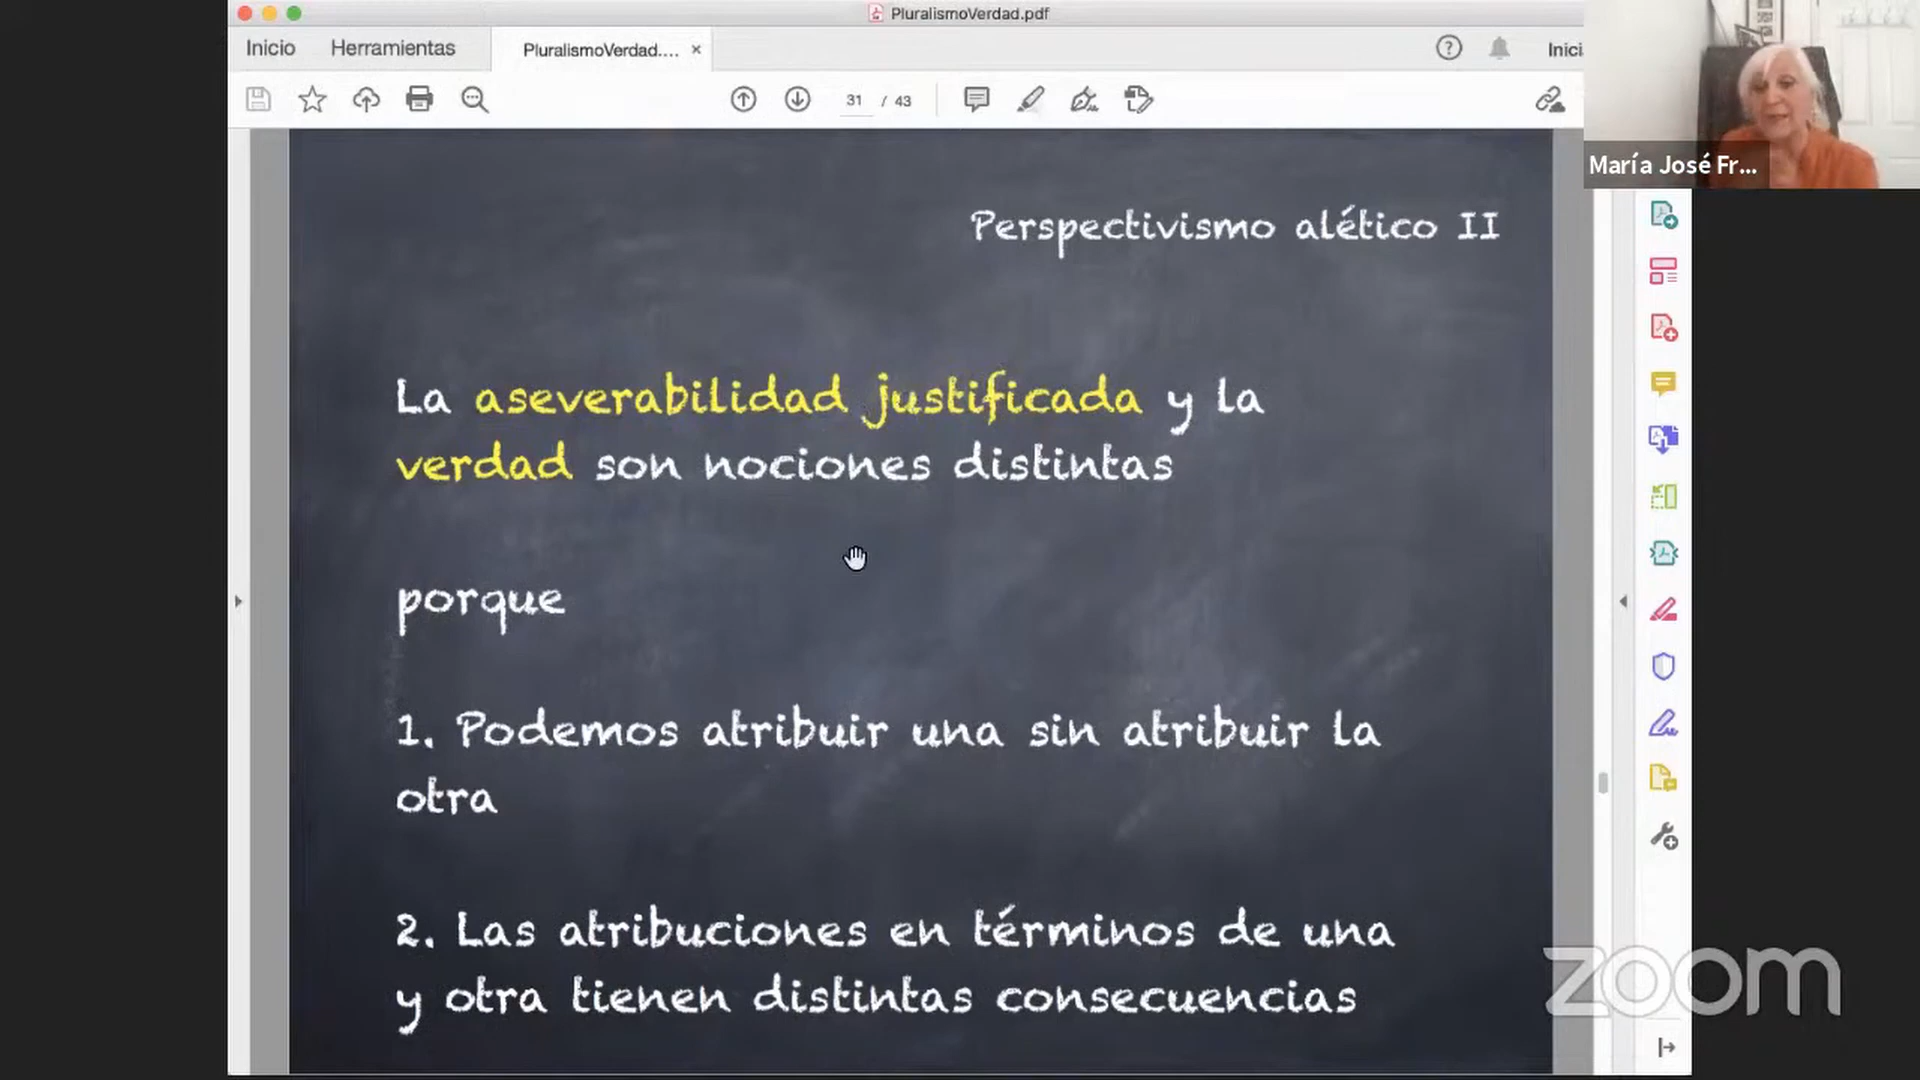 PluralismoVerdad.pdf
Inicio
Herramientas
PluralismoVerdad....
Inici
31 / 43
María José Fr...
Perspectivismo alético II
La aseverabilidad justificada y la
verdad son nociones distintas
porque
1. Podemos atribuir una sin atribuir la
otra
2. Las atribuciones en términos de una
y otra tienen distintas consecuencias
zoom